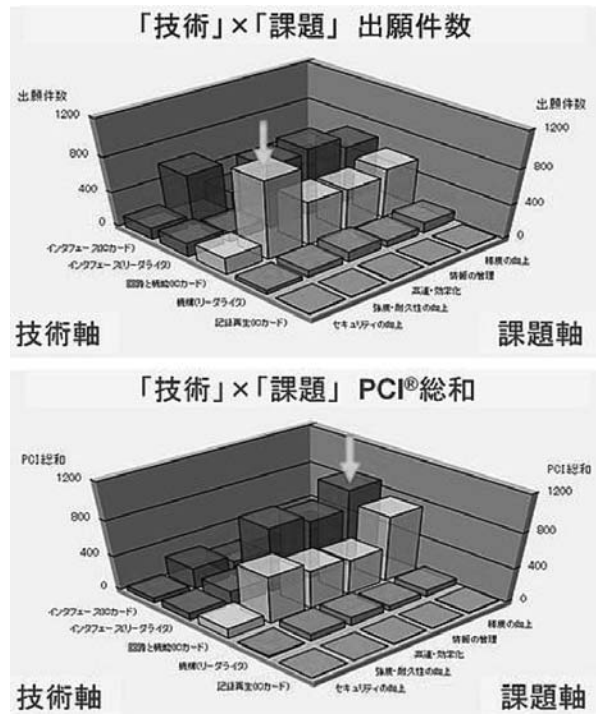 「技術」×「課題」 出願件数
出願件数
1200
800
400
0
出願件数
1200
800
400
0
インタフェース(ICカード)
インタフェース(リーダライタ)
回路と機能(ICカード)
機構(リーダライタ)
記録再生(ICカード)
精度の向上
情報の管理
高速・効率化
強度・耐久性の向上
セキュリティの向上
技術軸
課題軸
「技術」×「課題」 PCI®総和
PCI総和
1200
800
400
0
PCI総和
1200
800
400
0
インタフェース(ICカード)
インタフェース(リーダライタ)
回路と機能(ICカード)
機構(リーダライタ)
記録再生(ICカード)
精度の向上
情報の管理
高速・効率化
強度・耐久性の向上
セキュリティの向上
技術軸
課題軸